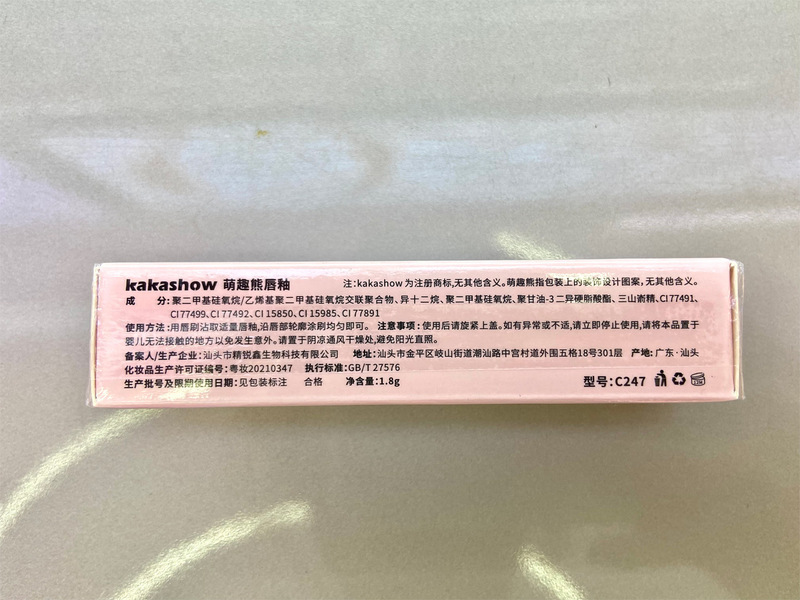 kakashow 萌趣熊唇釉 注:kakashow为注册商标,无其他含义。萌趣熊指包装上的装饰设计图案,无其他含义。
成 分:聚二甲基硅氧烷/乙烯基聚二甲基硅氧烷交联聚合物、异十二烷、聚二甲基硅氧烷、聚甘油-3二异硬脂酸酯、三山嵛精、CI77491、
CI77499、CI 77492、CI 15850、CI 15985、CI 77891
使用方法:用唇刷沾取适量唇釉,沿唇部轮廓涂刷均匀即可。 注意事项:使用后请旋紧上盖。如有异常或不适,请立即停止使用,请将本品置于
婴儿无法接触的地方以免发生意外。请置于阴凉通风干燥处,避免阳光直照。
备案人/生产企业:汕头市精锐鑫生物科技有限公司 地址:汕头市金平区岐山街道潮汕路中宫村道外围五格18号301层 产地:广东·汕头
化妆品生产许可证编号:粤妆20210347 执行标准:GB/T 27576
生产批号及限期使用日期:见包装标注 合格 净含量:1.8g 型号:C247